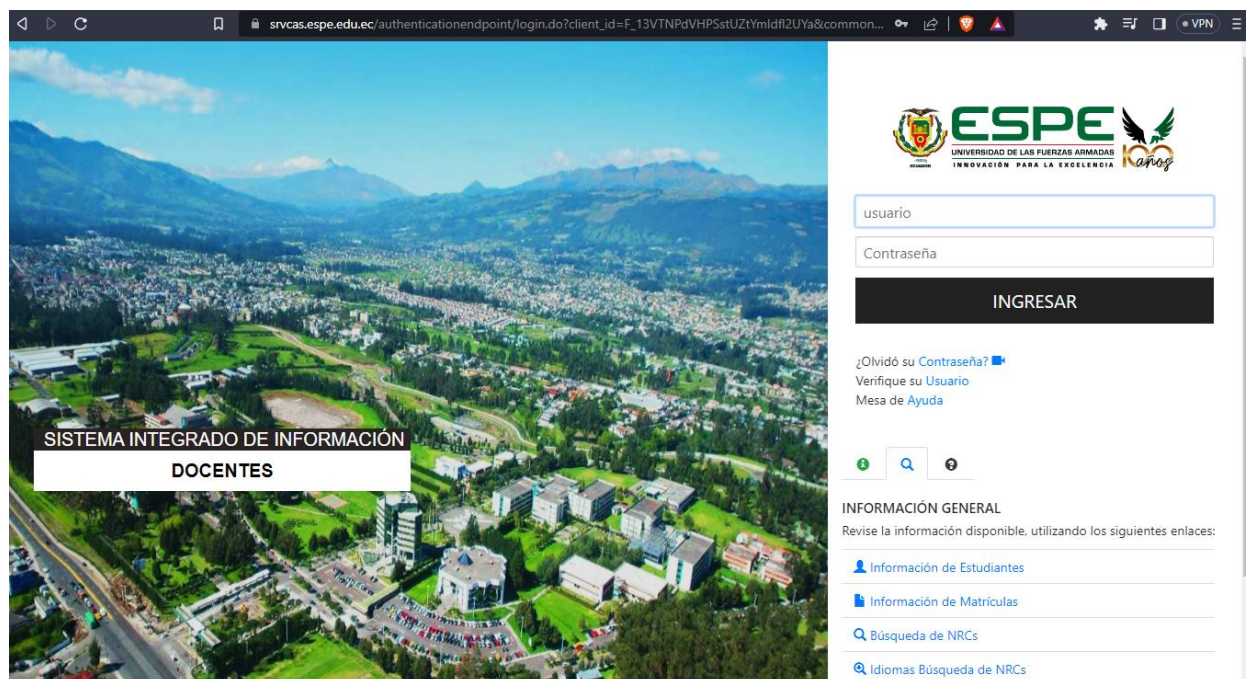 srvcas.espe.edu.ec/authenticationendpoint/login.do?client_id=F_13VTNPdVHPSstUZtYmIdfl2UYa&common...
VPN
ESPE
UNIVERSIDAD DE LAS FUERZAS ARMADAS
INNOVACIÓN PARA LA EXCELENCIA
ECUADOR
100 años
usuario
Contraseña
INGRESAR
¿Olvidó su Contraseña?
Verifique su Usuario
Mesa de Ayuda
SISTEMA INTEGRADO DE INFORMACIÓN
DOCENTES
INFORMACIÓN GENERAL
Revise la información disponible, utilizando los siguientes enlaces:
Información de Estudiantes
Información de Matrículas
Búsqueda de NRCs
Idiomas Búsqueda de NRCs